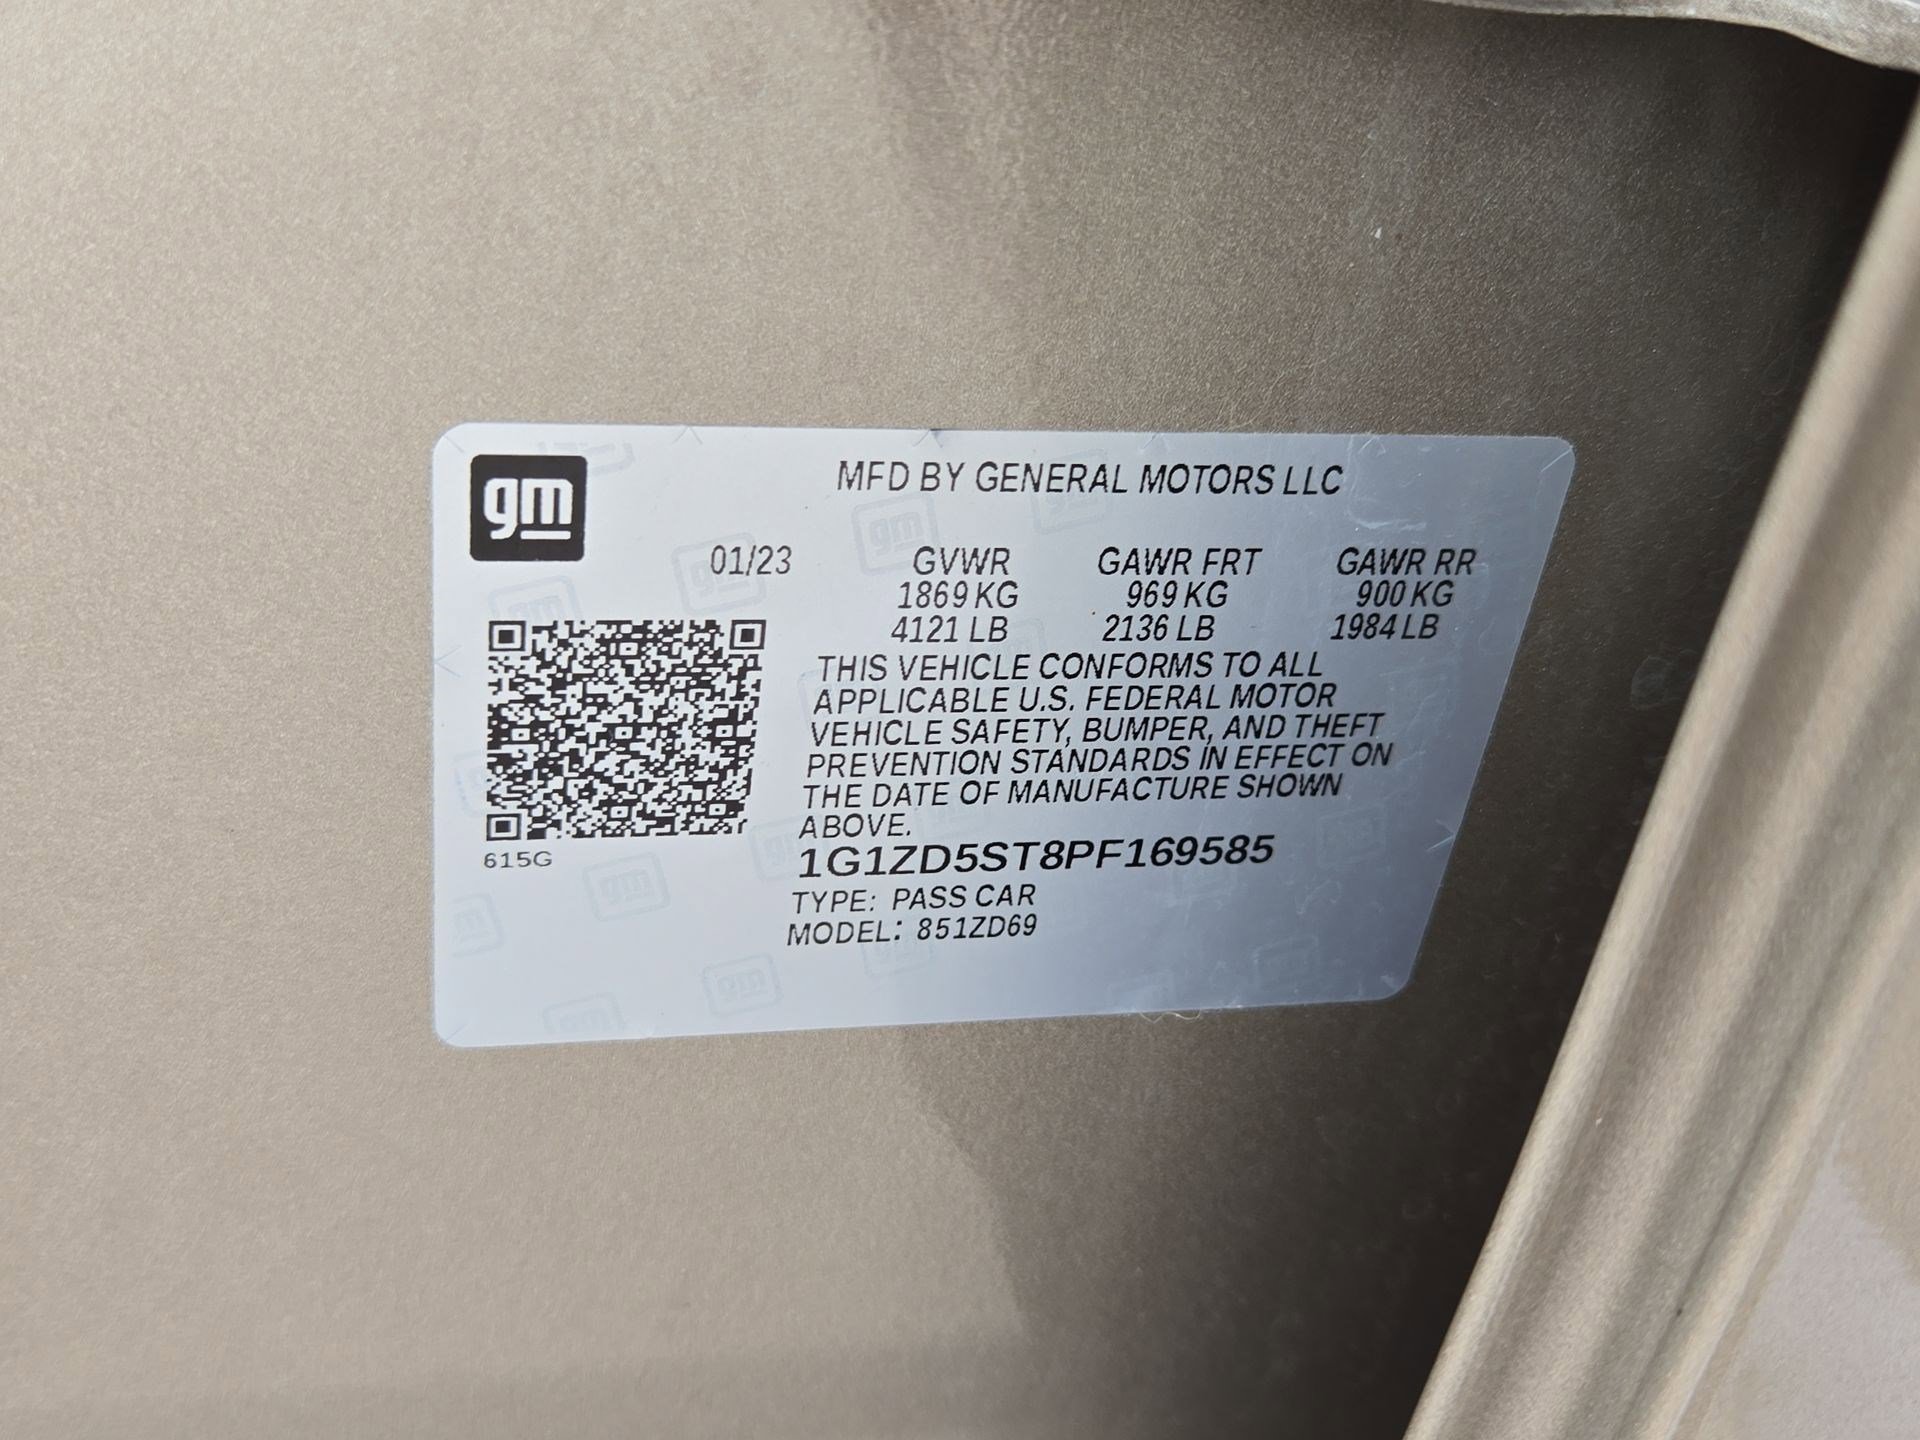 gm
MFD BY GENERAL MOTORS LLC
01/23 GVWR GAWR FRT GAWR RR
1869 KG 969 KG 900 KG
4121 LB 2136 LB 1984 LB
THIS VEHICLE CONFORMS TO ALL
APPLICABLE U.S. FEDERAL MOTOR
VEHICLE SAFETY, BUMPER, AND THEFT
PREVENTION STANDARDS IN EFFECT ON
THE DATE OF MANUFACTURE SHOWN
ABOVE.
615G
1G1ZD5ST8PF169585
TYPE: PASS CAR
MODEL: 851ZD69